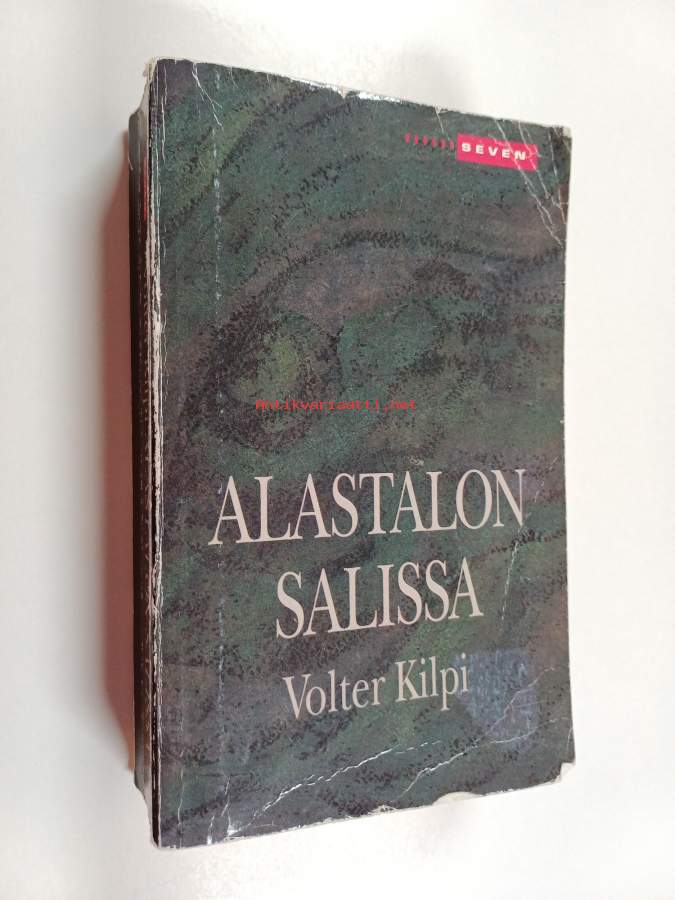 SEVEN
Antikvariaatti.net
ALASTALON
SALISSA
Volter Kilpi